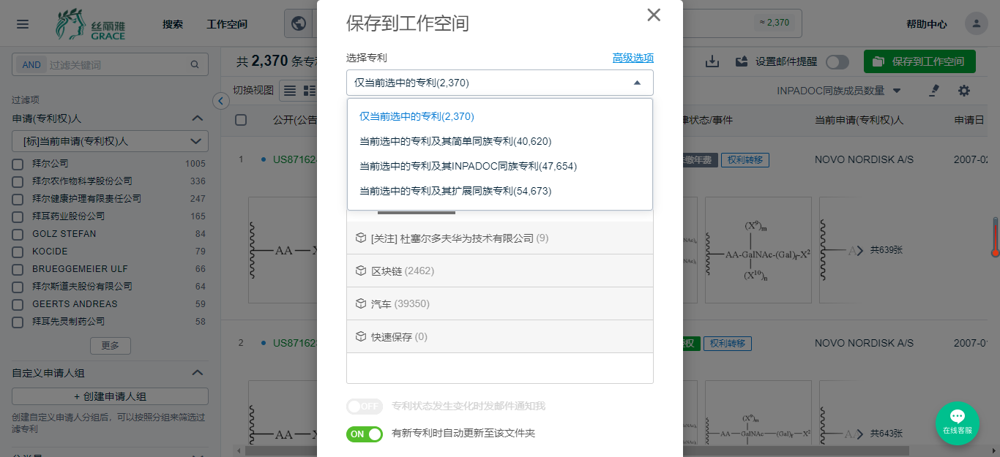 丝丽雅
GRACE
搜索
工作空间
≈ 2,370
帮助中心
保存到工作空间
选择专利
高级选项
仅当前选中的专利(2,370)
仅当前选中的专利(2,370)
当前选中的专利及其简单同族专利(40,620)
当前选中的专利及其INPADOC同族专利(47,654)
当前选中的专利及其扩展同族专利(54,673)
[关注] 杜塞尔多夫华为技术有限公司 (9)
区块链 (2462)
汽车 (39350)
快速保存 (0)
OFF
专利状态发生变化时发邮件通知我
ON
有新专利时自动更新至该文件夹
AND
过滤关键词
过滤项
申请(专利权)人
[标]当前申请(专利权)人
拜尔公司 1005
拜尔农作物科学股份公司 336
拜尔健康护理有限责任公司 247
拜耳药业股份公司 165
GOLZ STEFAN 84
KOCIDE 79
BRUEGGEMEIER ULF 66
拜尔斯道夫股份有限公司 64
GEERTS ANDREAS 59
拜耳先灵制药公司 58
更多
自定义申请人组
+ 创建申请人组
创建自定义申请人分组后，可以按照分组来筛选过
滤专利
共 2,370 条专
设置邮件提醒
保存到工作空间
切换视图
INPADOC同族成员数量
公开(公告
状态/事件
当前申请(专利权)人
申请日
1
US87162
缴年费
权利转移
NOVO NORDISK A/S
2007-02
AA
(X⁹)m
AA-GalNAc-(Gal)f-X²
(X¹⁰)n
A
共639张
2
US87162
权
权利转移
NOVO NORDISK A/S
2007-0
AA
(X⁹)m
AA—GalNAc—(Gal)f—X²
(X¹⁰)n
A
共643张
在线客服